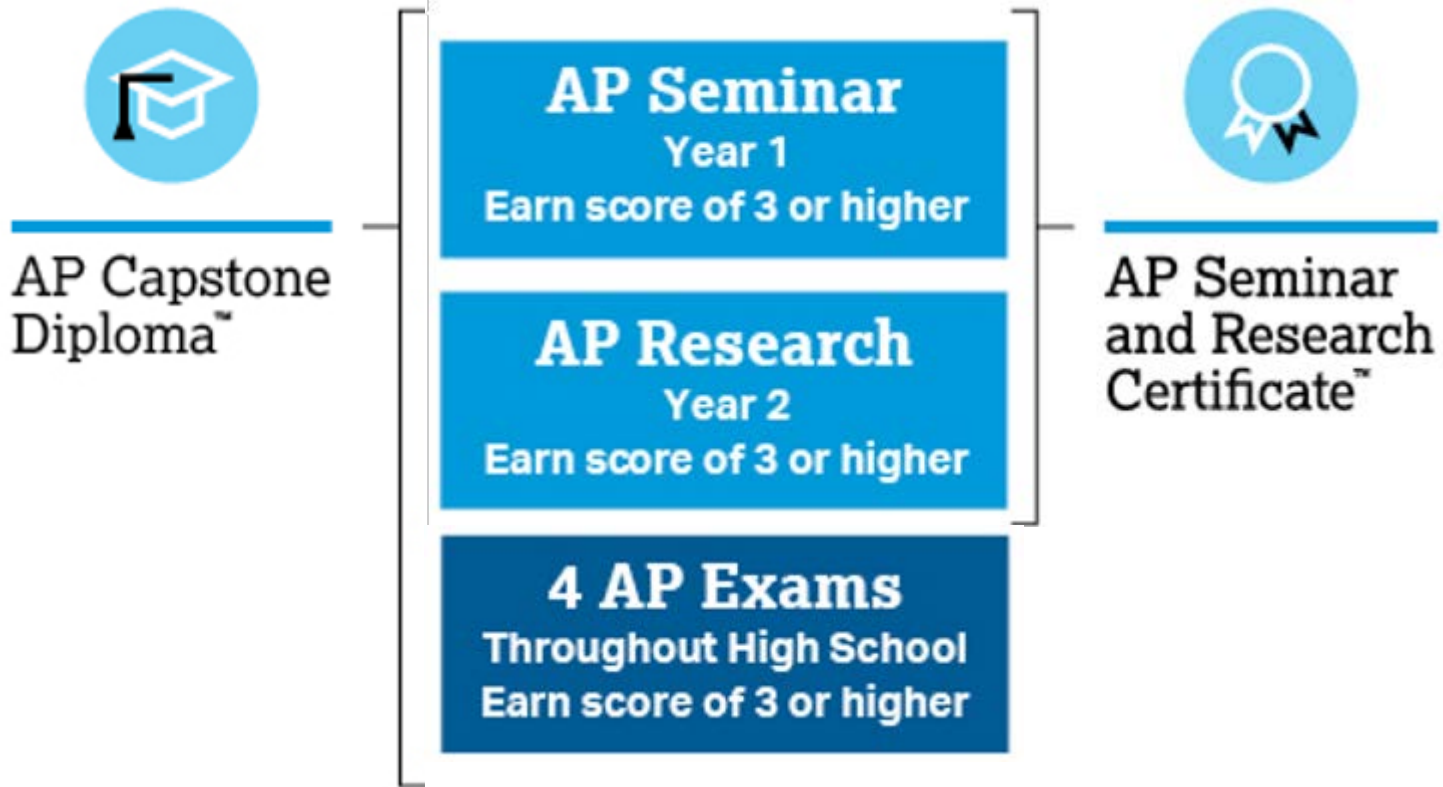 AP Capstone
Diploma™
AP Seminar
Year 1
Earn score of 3 or higher
AP Research
Year 2
Earn score of 3 or higher
4 AP Exams
Throughout High School
Earn score of 3 or higher
AP Seminar
and Research
Certificate™